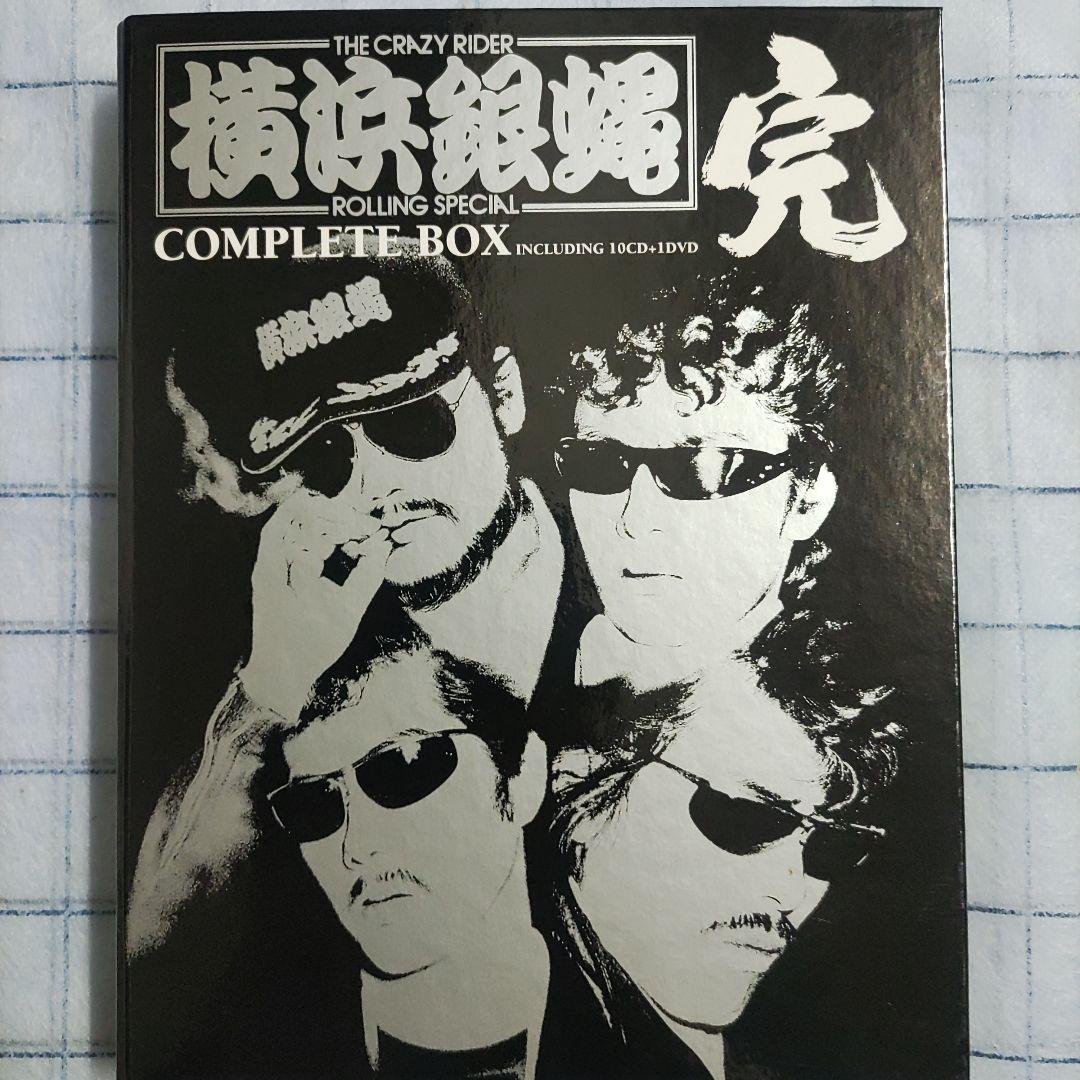 THE CRAZY RIDER
横浜銀蝿
ROLLING SPECIAL
完
COMPLETE BOX INCLUDING 10CD+1DVD
横浜銀蝿